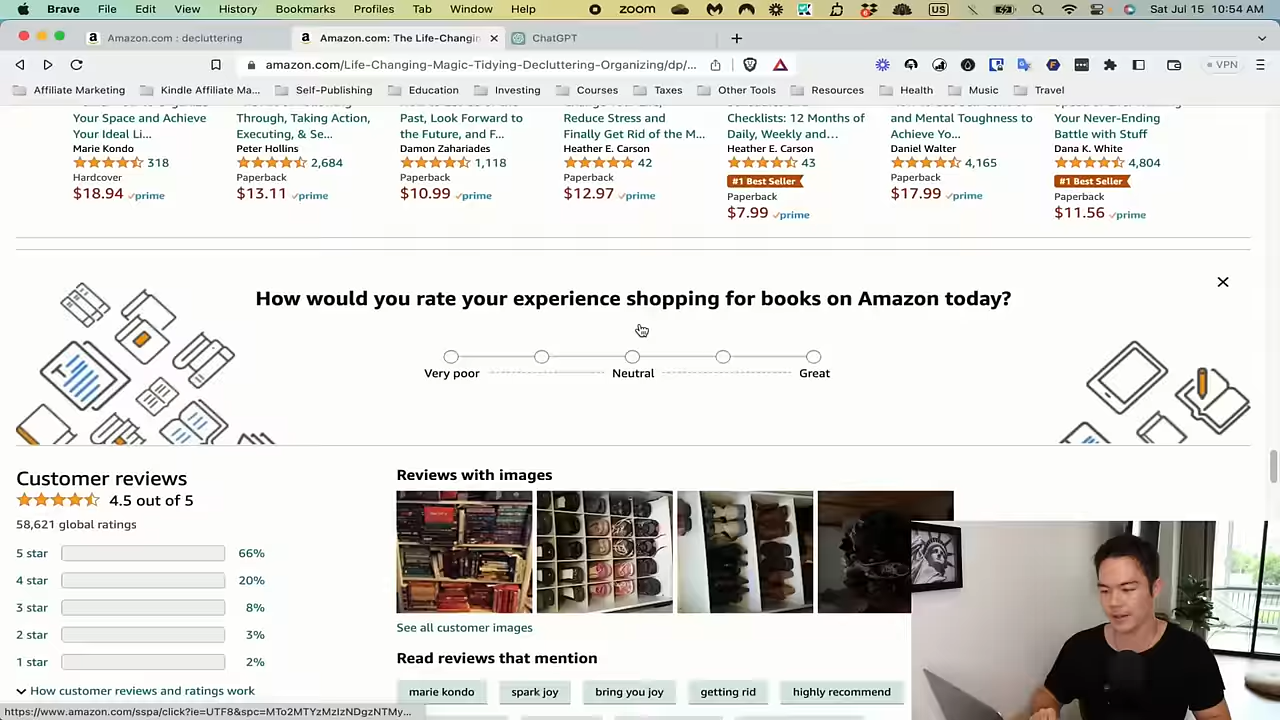 Brave File Edit View History Bookmarks Profiles Tab Window Help zoom US Sat Jul 15 10:54 AM
Amazon.com : decluttering
Amazon.com: The Life-Changin
ChatGPT
amazon.com/Life-Changing-Magic-Tidying-Decluttering-Organizing/dp/...
VPN
Affiliate Marketing
Kindle Affiliate Ma...
Self-Publishing
Education
Investing
Courses
Taxes
Other Tools
Resources
Health
Music
Travel
Your Space and Achieve
Your Ideal Li...
Marie Kondo
318
Hardcover
$18.94 prime
Through, Taking Action,
Executing, & Se...
Peter Hollins
2,684
Paperback
$13.11 prime
Past, Look Forward to
the Future, and F...
Damon Zahariades
1,118
Paperback
$10.99 prime
Reduce Stress and
Finally Get Rid of the M...
Heather E. Carson
42
Paperback
$12.97 prime
Checklists: 12 Months of
Daily, Weekly and...
Heather E. Carson
43
#1 Best Seller
Paperback
$7.99 prime
and Mental Toughness to
Achieve Yo...
Daniel Walter
4,165
Paperback
$17.99 prime
Your Never-Ending
Battle with Stuff
Dana K. White
4,804
#1 Best Seller
Paperback
$11.56 prime
How would you rate your experience shopping for books on Amazon today?
Very poor
Neutral
Great
Customer reviews
4.5 out of 5
58,621 global ratings
5 star 66%
4 star 20%
3 star 8%
2 star 3%
1 star 2%
How customer reviews and ratings work
Reviews with images
See all customer images
Read reviews that mention
marie kondo
spark joy
bring you joy
getting rid
highly recommend
https://www.amazon.com/sspa/click?ie=UTF8&spc=MTo2MTYzMzIzNDgzNTMy...